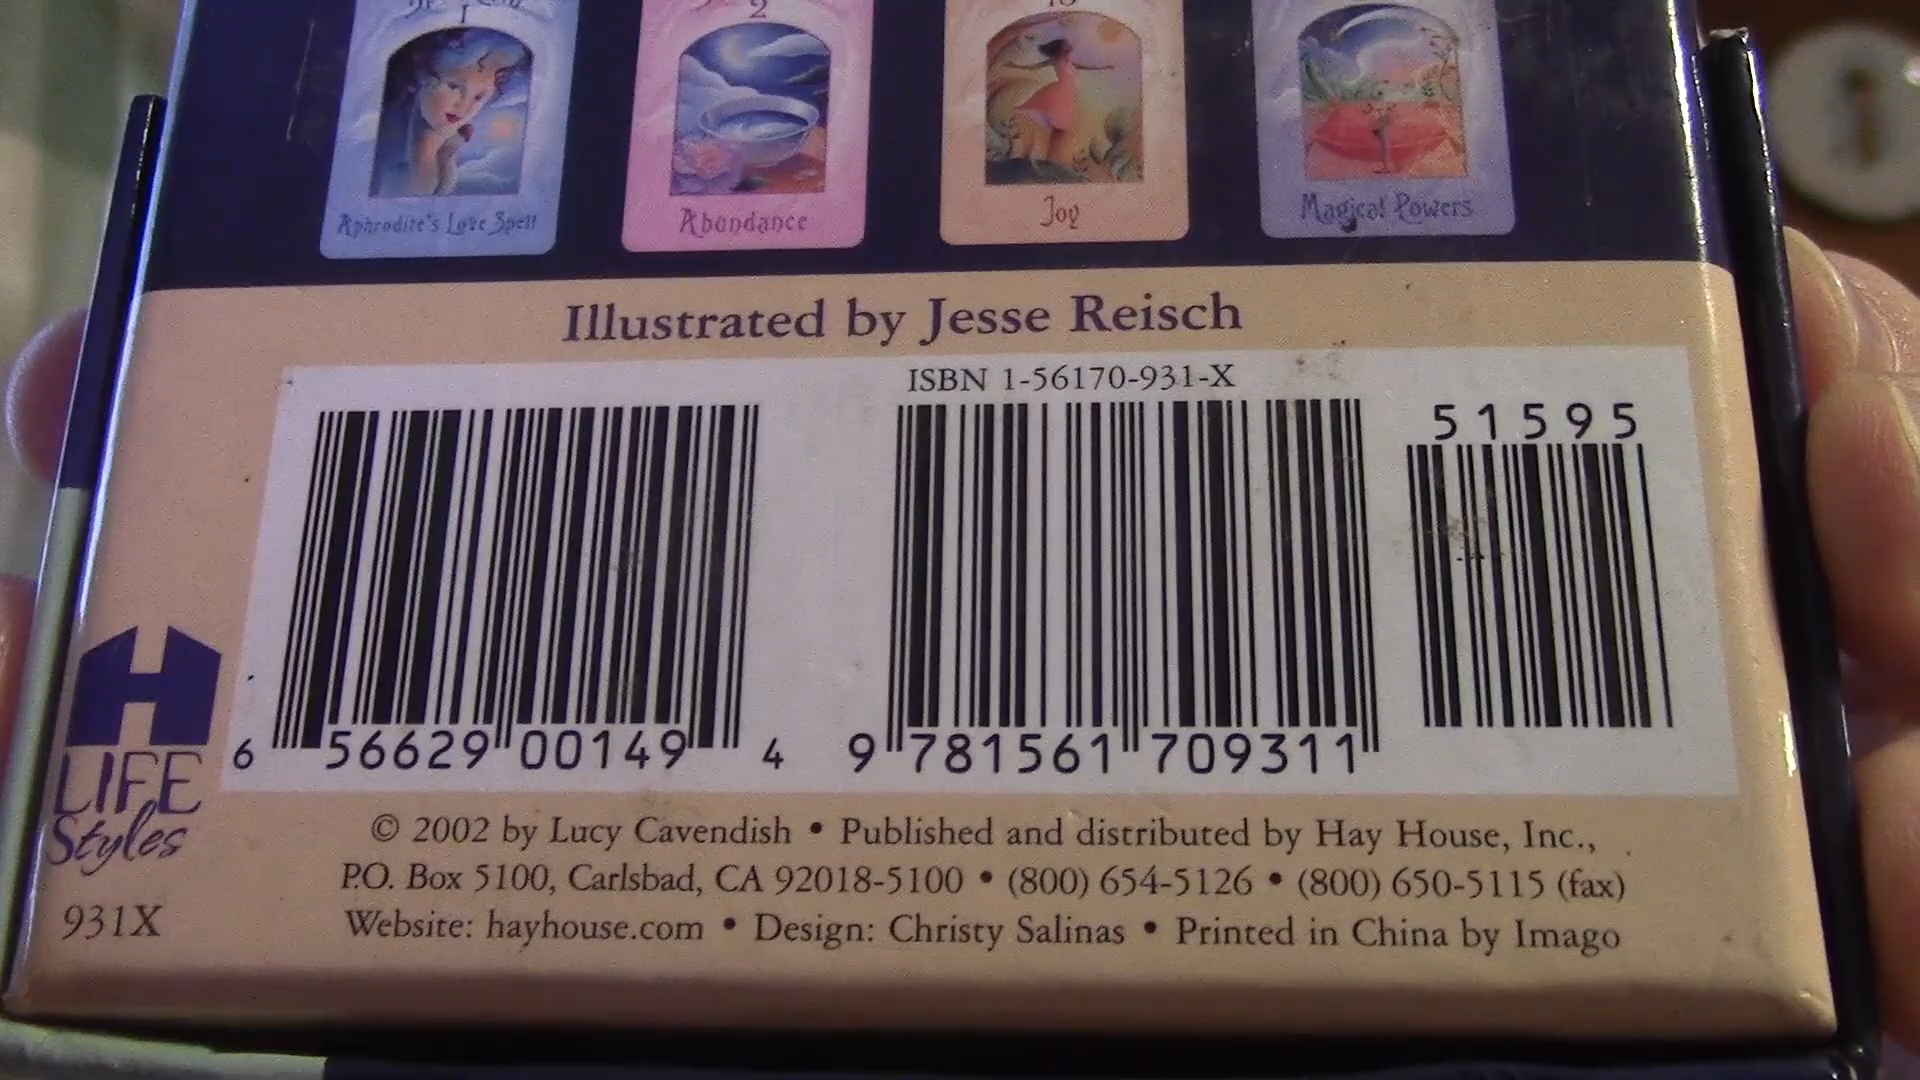 1
2
Aphrodite's Love Spell
Abundance
Joy
Magical Powers
Illustrated by Jesse Reisch
ISBN 1-56170-931-X
51595
6 56629 00149 4
9 781561 709311
H
LIFE
Styles
© 2002 by Lucy Cavendish • Published and distributed by Hay House, Inc.,
P.O. Box 5100, Carlsbad, CA 92018-5100 • (800) 654-5126 • (800) 650-5115 (fax)
931X
Website: hayhouse.com • Design: Christy Salinas • Printed in China by Imago